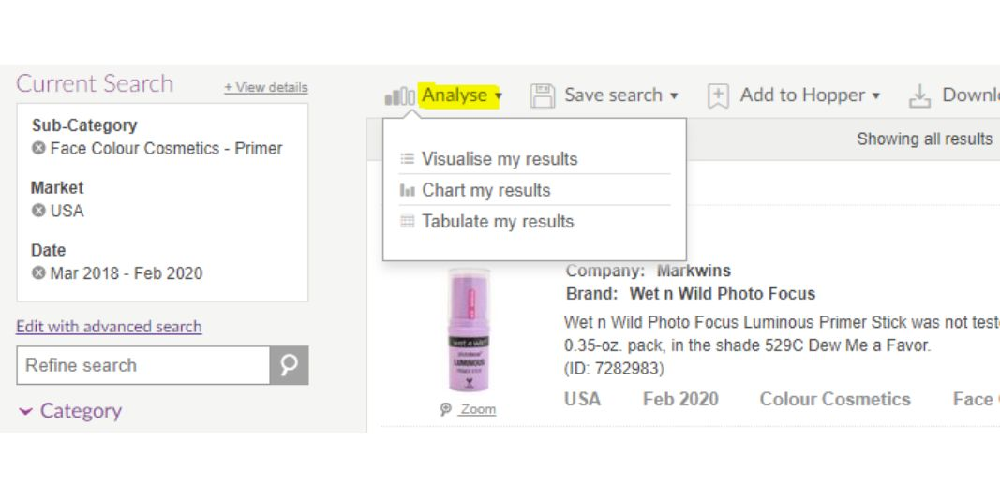 Current Search
+ View details
Sub-Category
Face Colour Cosmetics - Primer
Market
USA
Date
Mar 2018 - Feb 2020
Edit with advanced search
Refine search
Category
Analyse
Save search
Add to Hopper
Downl
Showing all results
Visualise my results
Chart my results
Tabulate my results
Company: Markwins
Brand: Wet n Wild Photo Focus
Wet n Wild Photo Focus Luminous Primer Stick was not test
0.35-oz. pack, in the shade 529C Dew Me a Favor.
(ID: 7282983)
wet n wild
LUMINOUS
PRIMER STICK
Zoom
USA Feb 2020 Colour Cosmetics Face